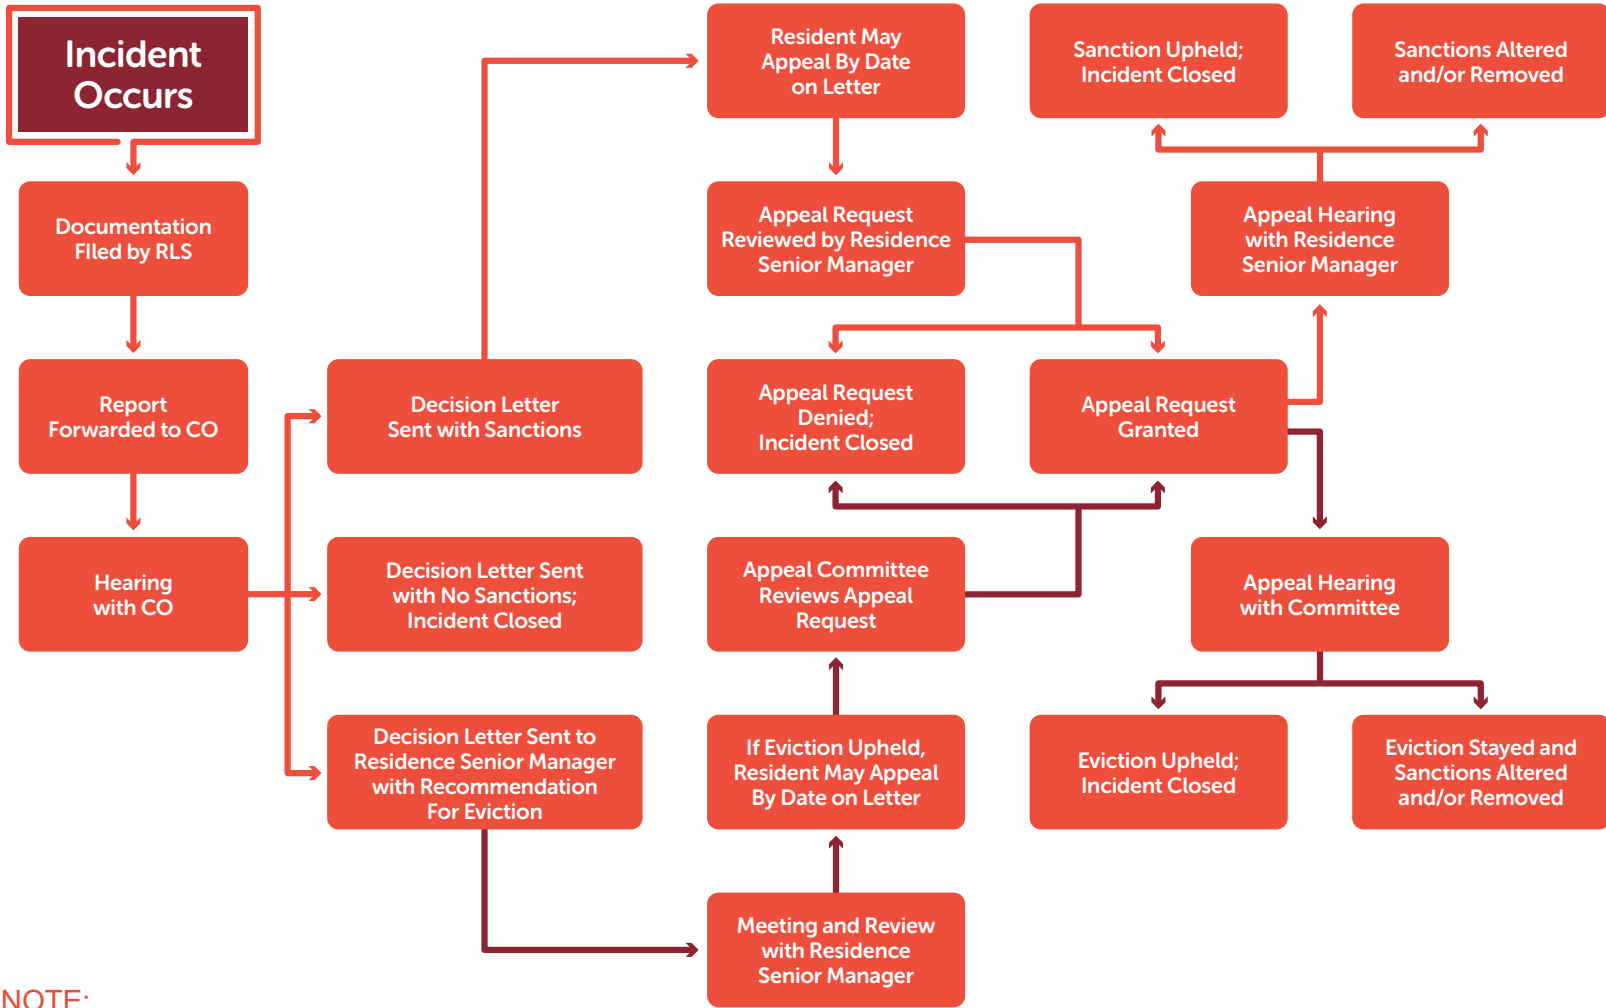 Incident
Occurs
Documentation
FIled by RLS
Report
Forwarded to CO
Hearing
with CO
Decision Letter
Sent with Sanctions
Decision Letter Sent
with No Sanctions;
Incident Closed
Decision Letter Sent to
Residence Senior Manager
with Recommendation
For Eviction
Resident May
Appeal By Date
on Letter
Appeal Request
Reviewed by Residence
Senior Manager
Appeal Request
Denied;
Incident Closed
Appeal Committee
Reviews Appeal
Request
If Eviction Upheld,
Resident May Appeal
By Date on Letter
Meeting and Review
with Residence
Senior Manager
Sanction Upheld;
Incident Closed
Sanctions Altered
and/or Removed
Appeal Hearing
with Residence
Senior Manager
Appeal Request
Granted
Appeal Hearing
with Committee
Eviction Upheld;
Incident Closed
Eviction Stayed and
Sanctions Altered
and/or Removed
NOTE: